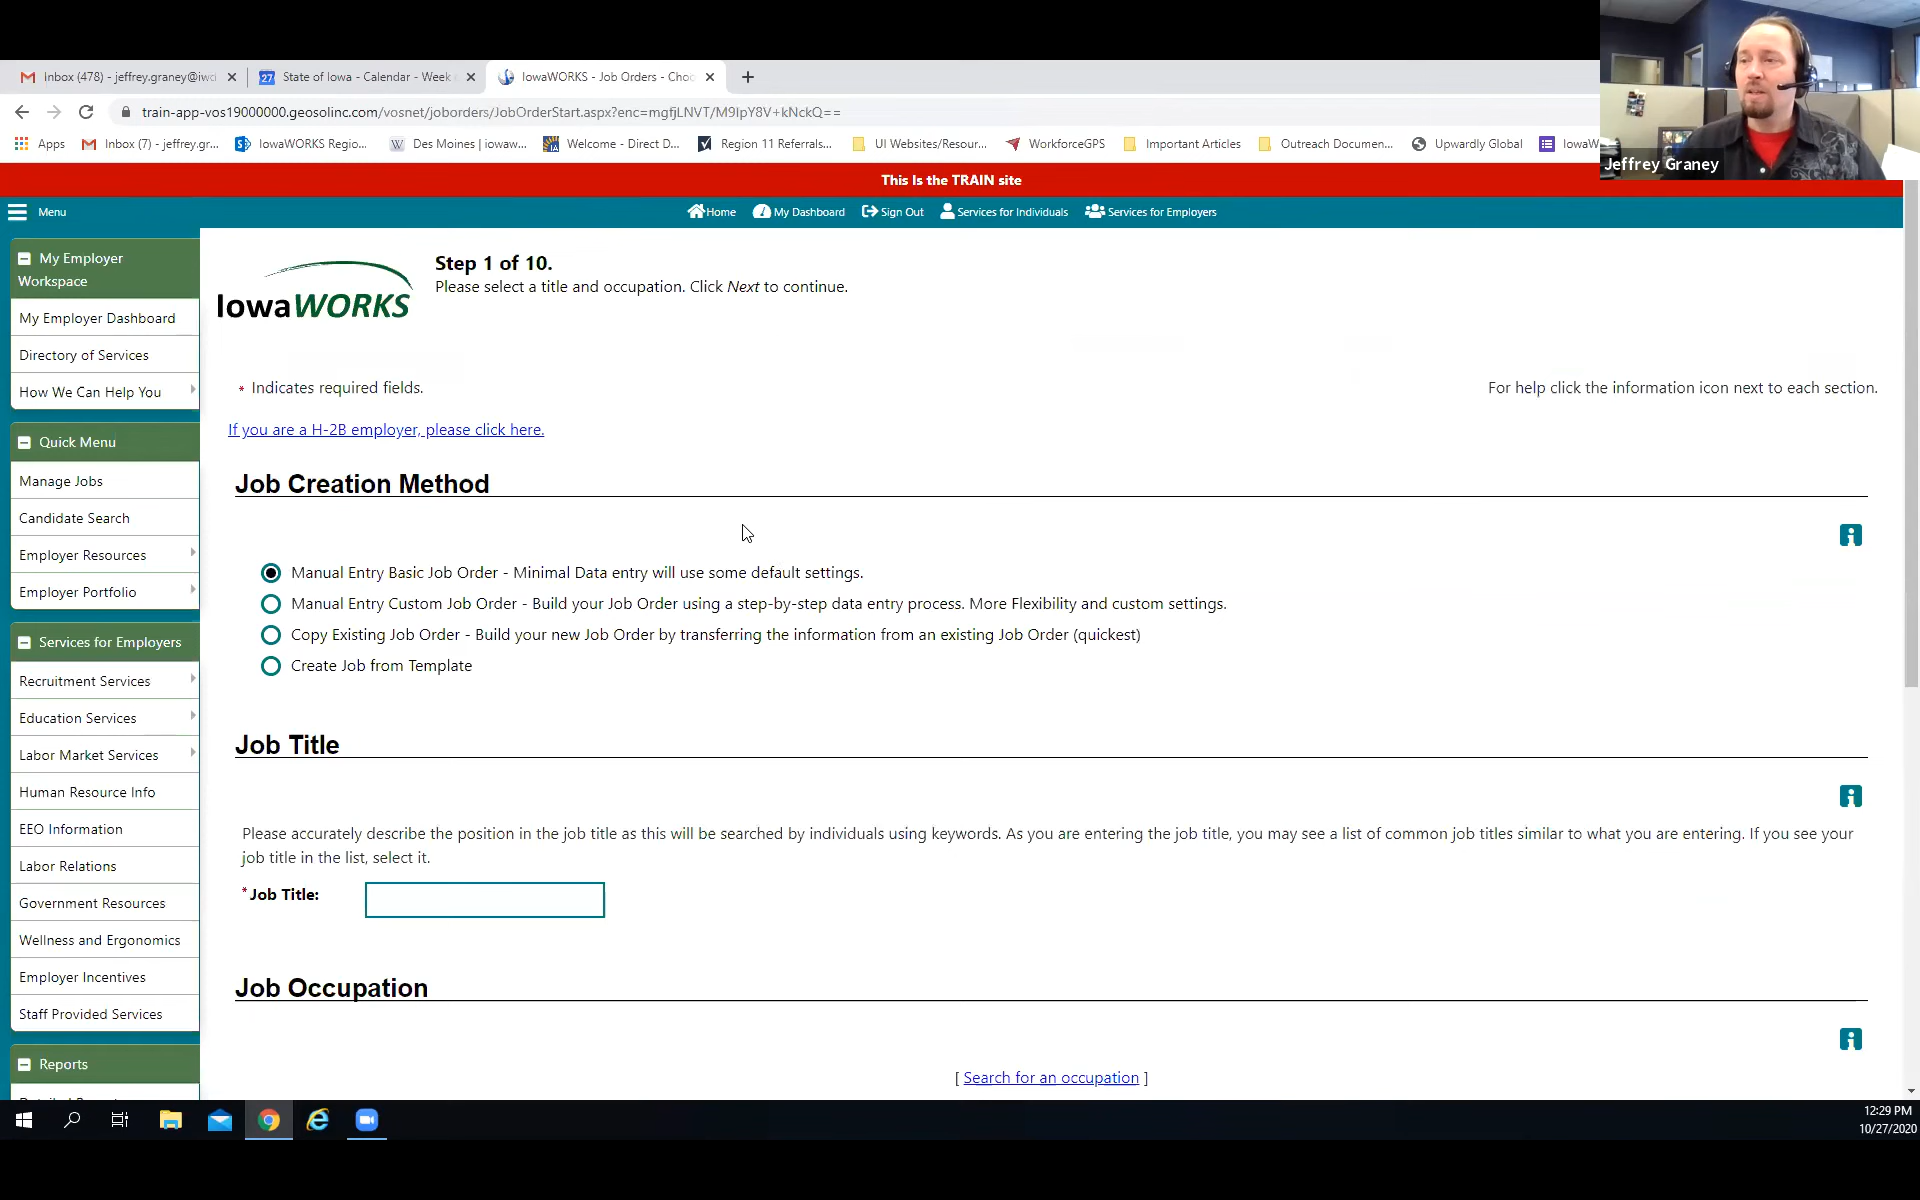 Inbox (478) - jeffrey.graney@iwd
State of Iowa - Calendar - Week
IowaWORKS - Job Orders - Choo
train-app-vos19000000.geosolinc.com/vosnet/joborders/JobOrderStart.aspx?enc=mgfjLNVT/M9IpY8V+kNckQ==
Apps
Inbox (7) - jeffrey.gr...
IowaWORKS Regio...
Des Moines | iowaw...
Welcome - Direct D...
Region 11 Referrals...
UI Websites/Resour...
WorkforceGPS
Important Articles
Outreach Documen...
Upwardly Global
IowaW
Jeffrey Graney
This Is the TRAIN site
Menu
Home
My Dashboard
Sign Out
Services for Individuals
Services for Employers
My Employer
Workspace
My Employer Dashboard
Directory of Services
How We Can Help You
Quick Menu
Manage Jobs
Candidate Search
Employer Resources
Employer Portfolio
Services for Employers
Recruitment Services
Education Services
Labor Market Services
Human Resource Info
EEO Information
Labor Relations
Government Resources
Wellness and Ergonomics
Employer Incentives
Staff Provided Services
Reports
IowaWORKS
Step 1 of 10.
Please select a title and occupation. Click Next to continue.
* Indicates required fields.
For help click the information icon next to each section.
If you are a H-2B employer, please click here.
Job Creation Method
Manual Entry Basic Job Order - Minimal Data entry will use some default settings.
Manual Entry Custom Job Order - Build your Job Order using a step-by-step data entry process. More Flexibility and custom settings.
Copy Existing Job Order - Build your new Job Order by transferring the information from an existing Job Order (quickest)
Create Job from Template
Job Title
Please accurately describe the position in the job title as this will be searched by individuals using keywords. As you are entering the job title, you may see a list of common job titles similar to what you are entering. If you see your
job title in the list, select it.
* Job Title:
Job Occupation
[ Search for an occupation ]
12:29 PM
10/27/2020